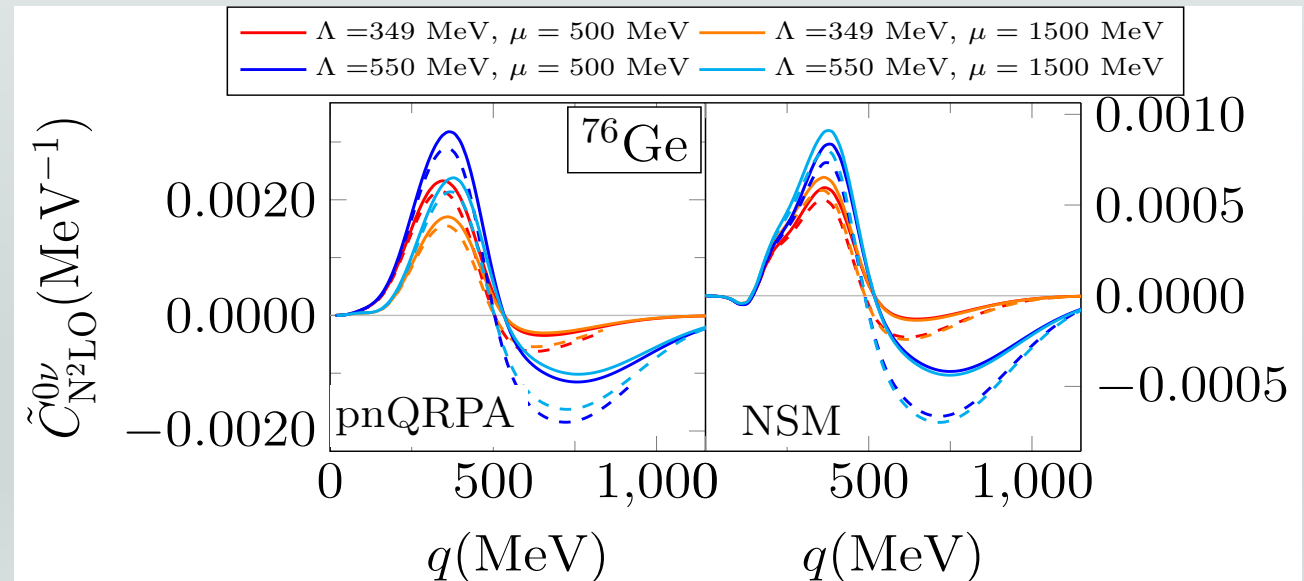 Λ =349 MeV, μ = 500 MeV Λ =349 MeV, μ = 1500 MeV
Λ =550 MeV, μ = 500 MeV Λ =550 MeV, μ = 1500 MeV
⁷⁶Ge
C̃⁰ᵛ_N²LO(MeV⁻¹)
0.0020
0.0000
−0.0020
0.0010
0.0005
0.0000
−0.0005
pnQRPA
NSM
0 500 1,000 500 1,000
q(MeV) q(MeV)